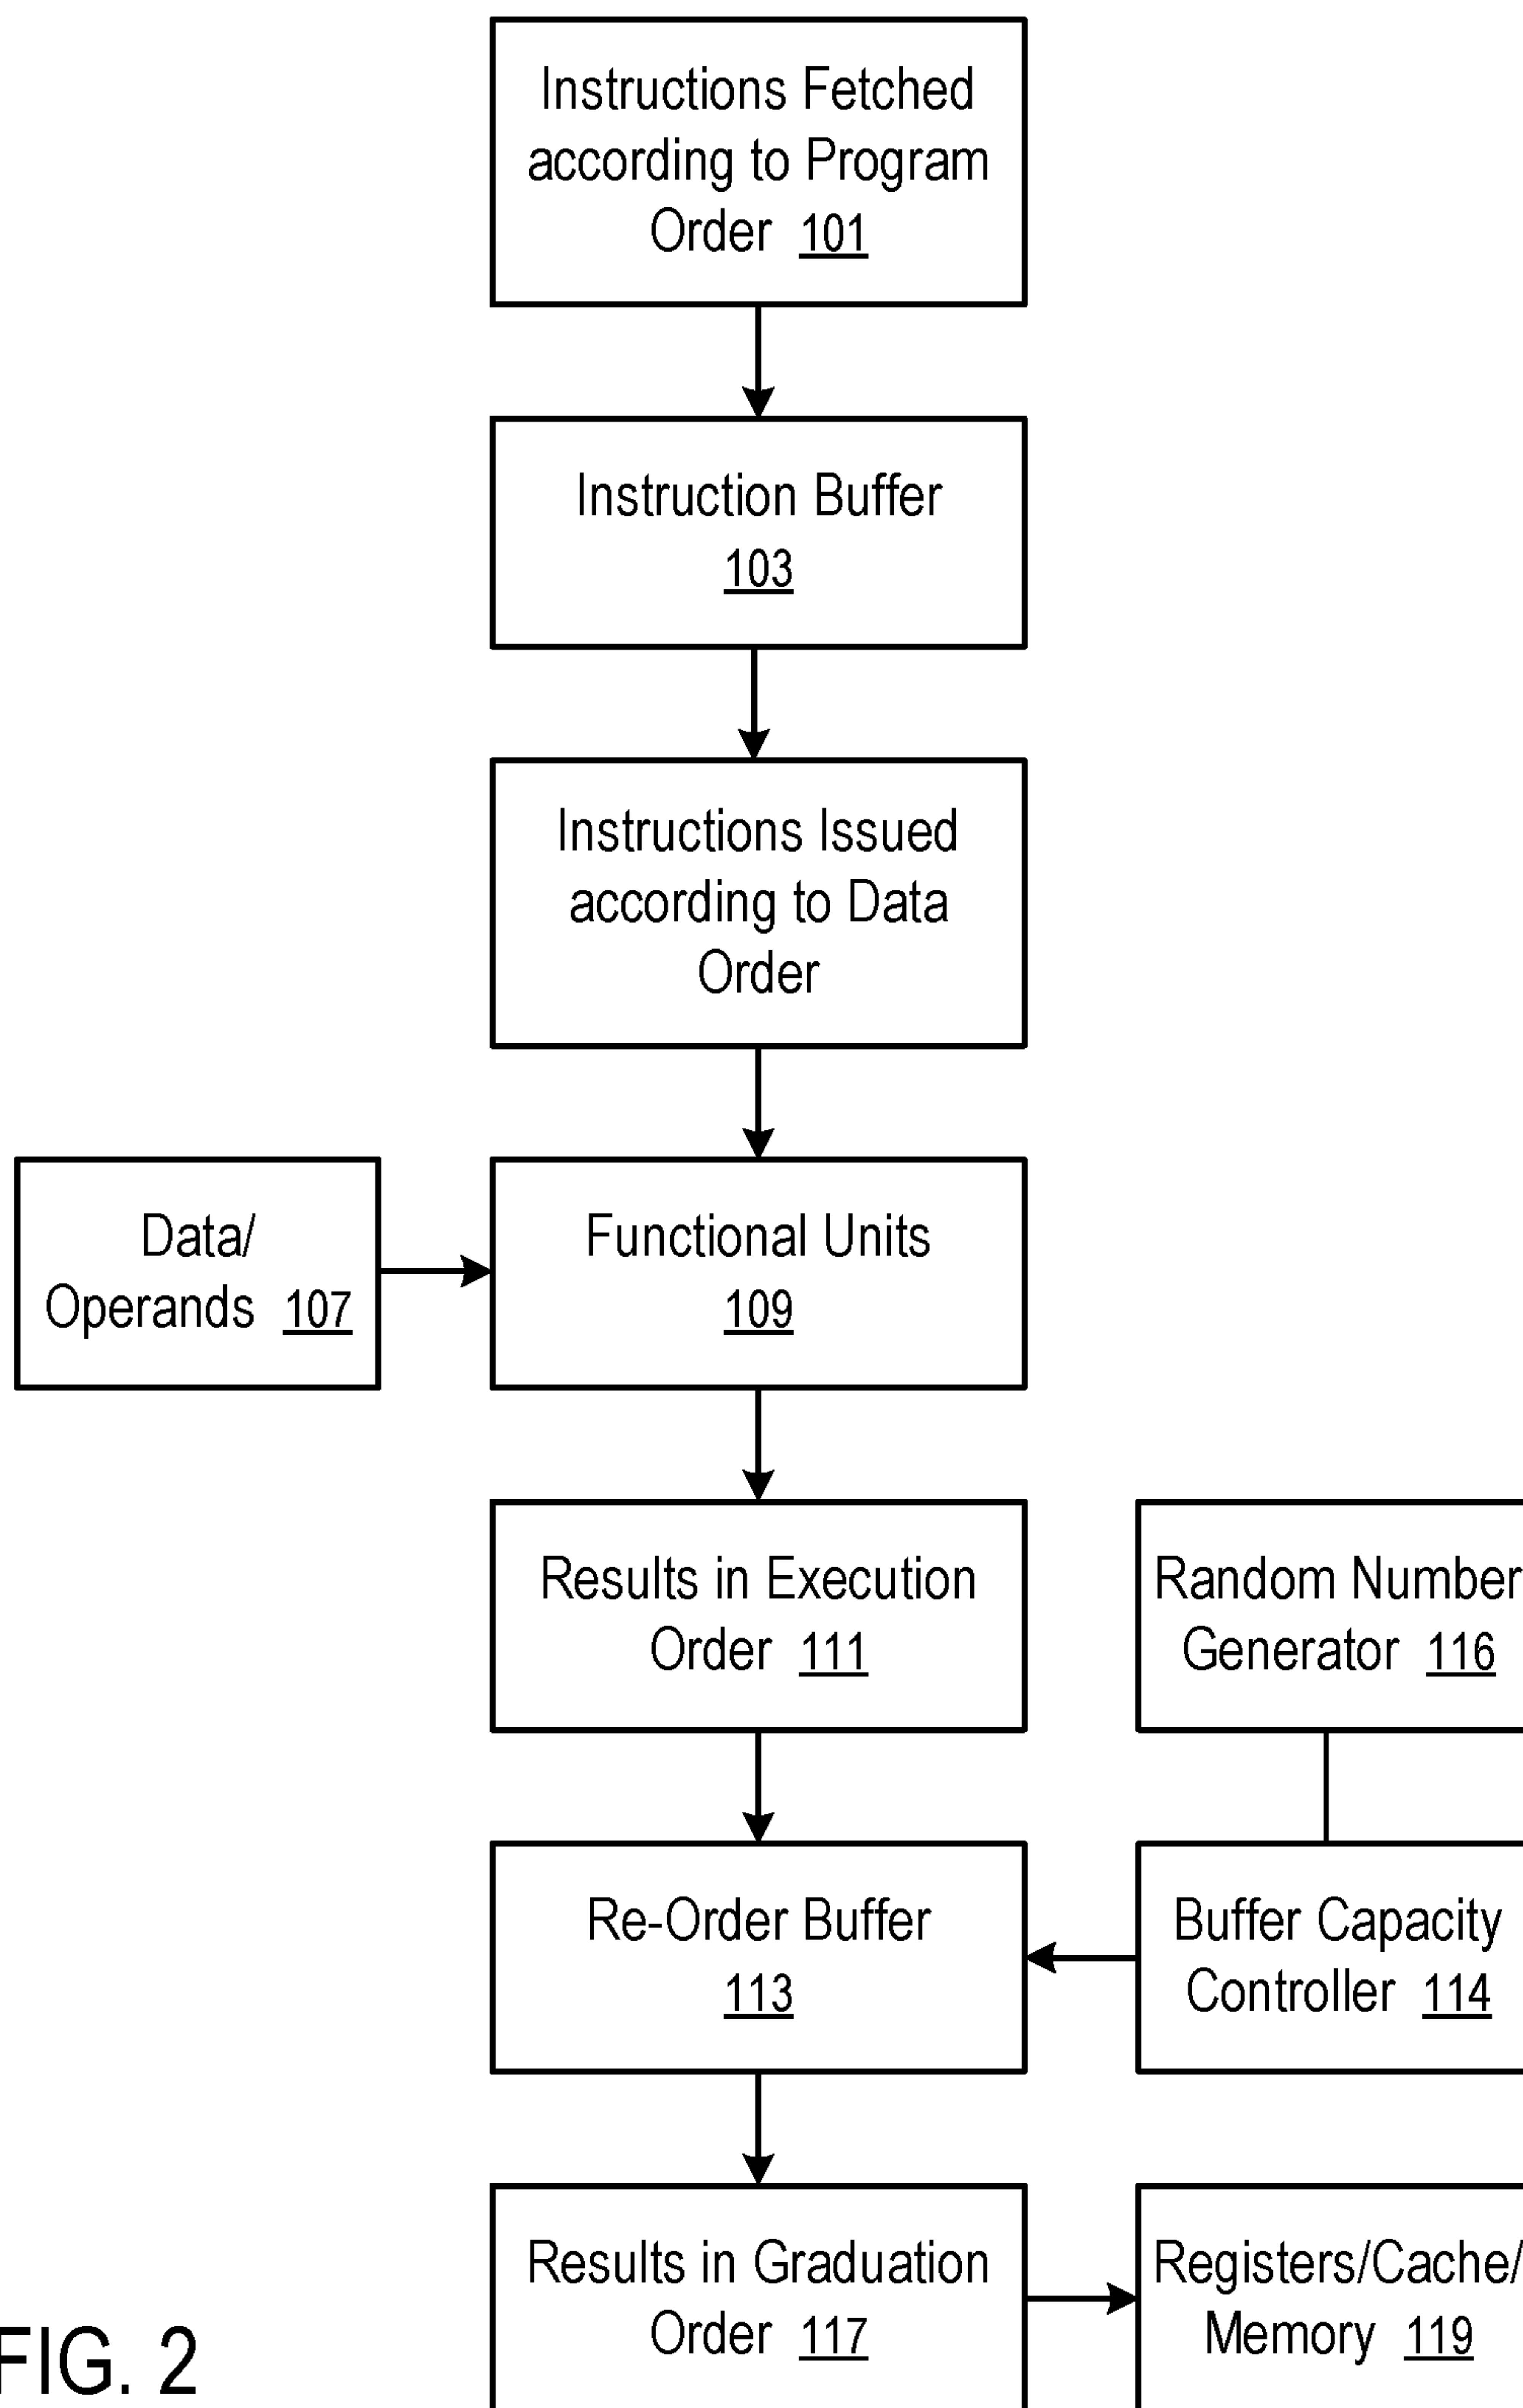 Instructions Fetched
according to Program
Order 101
Instruction Buffer
103
Instructions Issued
according to Data
Order
Data/
Operands 107
Functional Units
109
Results in Execution
Order 111
Random Number
Generator 116
Re-Order Buffer
113
Buffer Capacity
Controller 114
Results in Graduation
Order 117
Registers/Cache/
Memory 119
FIG. 2